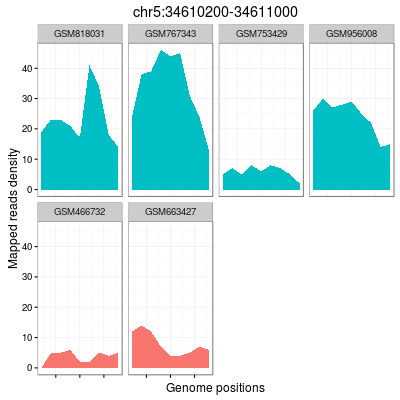 chr5:34610200-34611000
GSM818031 GSM767343 GSM753429 GSM956008
40
30
20
10
0
Mapped reads density
GSM466732 GSM663427
40
30
20
10
0
Genome positions